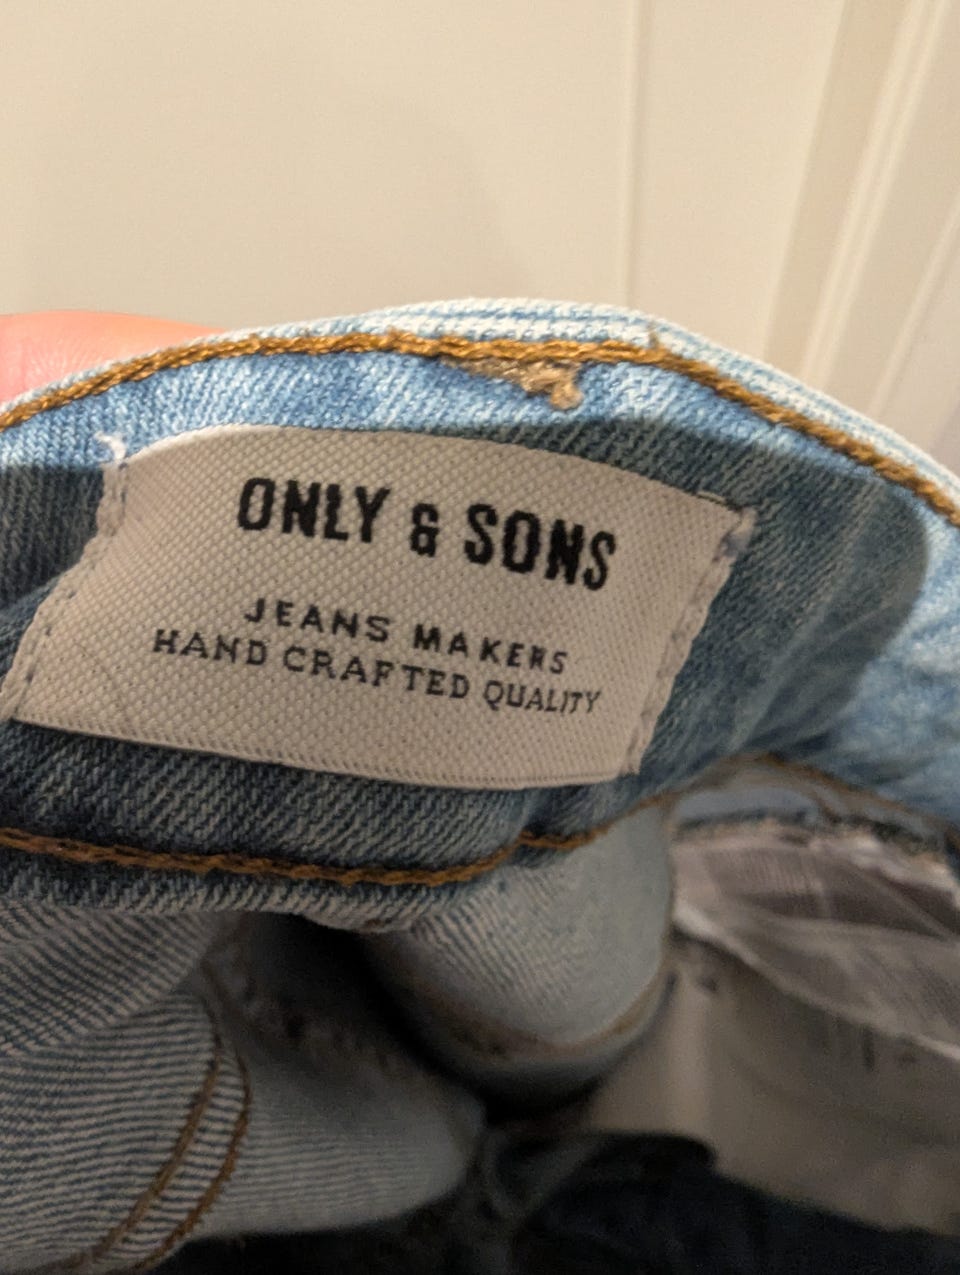 ONLY & SONS
JEANS MAKERS
HAND CRAFTED QUALITY